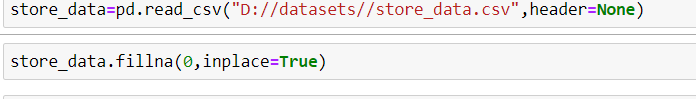 store_data=pd.read_csv("D://datasets//store_data.csv",header=None)
store_data.fillna(0,inplace=True)